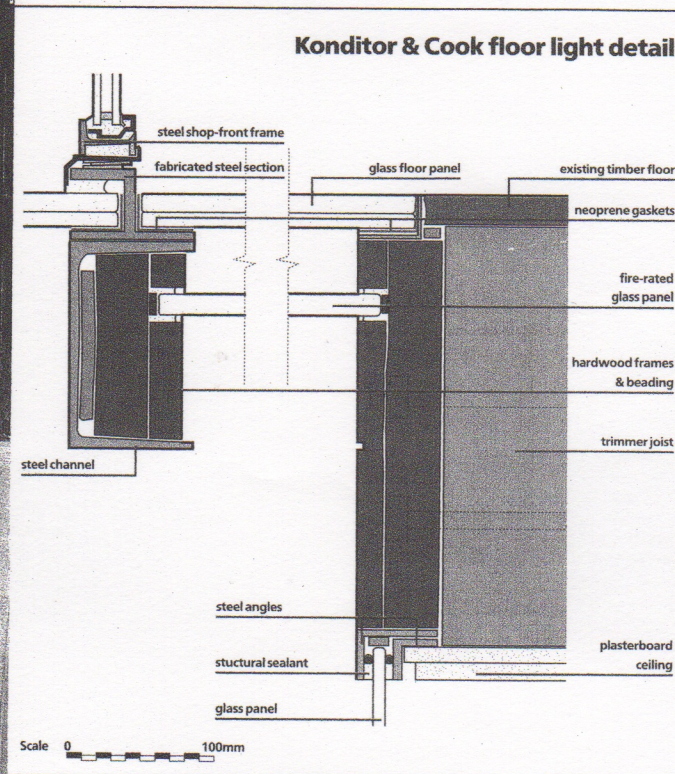 Konditor & Cook floor light detail
steel shop-front frame
fabricated steel section
glass floor panel
existing timber floor
neoprene gaskets
fire-rated
glass panel
hardwood frames
& beading
trimmer joist
steel channel
steel angles
plasterboard
ceiling
stuctural sealant
glass panel
Scale 0 100mm